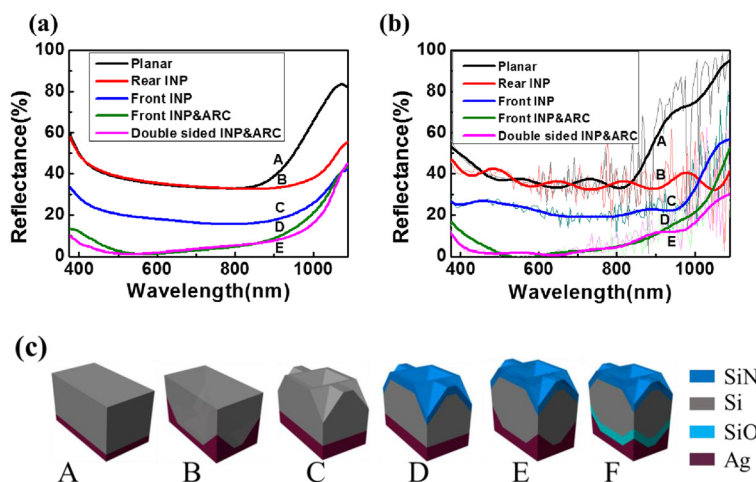 (a)
100
80
60
40
20
0
Reflectance(%)
Planar
Rear INP
Front INP
Front INP&ARC
Double sided INP&ARC
A
B
C
D
E
400 600 800 1000
Wavelength(nm)
(b)
100
80
60
40
20
0
Reflectance(%)
Planar
Rear INP
Front INP
Front INP&ARC
Double sided INP&ARC
A
B
C
D
E
400 600 800 1000
Wavelength(nm)
(c)
A B C D E F
SiN
Si
SiO
Ag